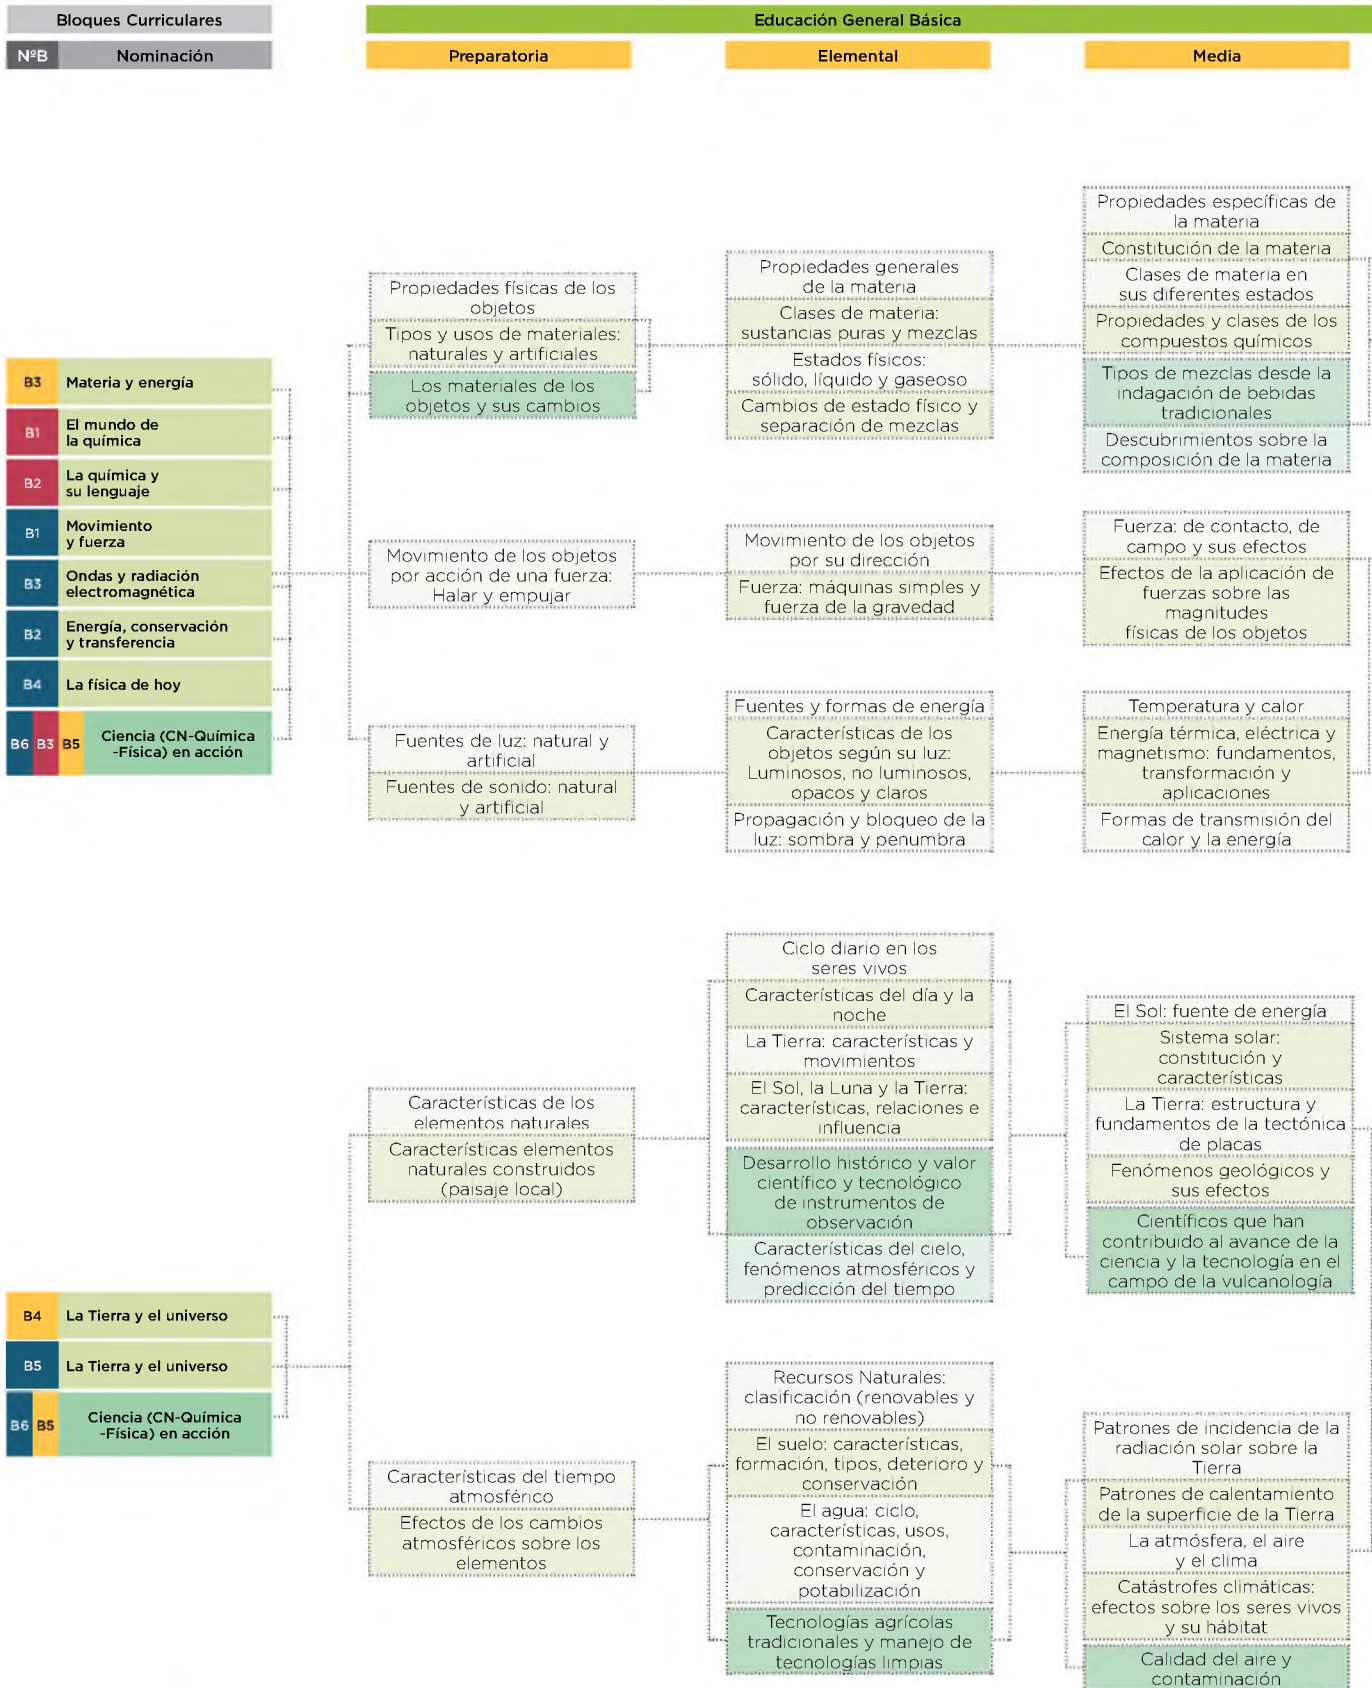 Bloques Curriculares
Educación General Básica
NºB
Nominación
Preparatoria
Elemental
Media
B3
Materia y energía
B1
El mundo de
la química
B2
La química y
su lenguaje
B1
Movimiento
y fuerza
B3
Ondas y radiación
electromagnética
B2
Energía, conservación
y transferencia
B4
La física de hoy
B6 B3 B5
Ciencia (CN-Química
-Física) en acción
Propiedades físicas de los
objetos
Tipos y usos de materiales:
naturales y artificiales
Los materiales de los
objetos y sus cambios
Propiedades generales
de la materia
Clases de materia:
sustancias puras y mezclas
Estados físicos:
sólido, líquido y gaseoso
Cambios de estado físico y
separación de mezclas
Propiedades específicas de
la materia
Constitución de la materia
Clases de materia en
sus diferentes estados
Propiedades y clases de los
compuestos químicos
Tipos de mezclas desde la
indagación de bebidas
tradicionales
Descubrimientos sobre la
composición de la materia
Movimiento de los objetos
por acción de una fuerza:
Halar y empujar
Movimiento de los objetos
por su dirección
Fuerza: máquinas simples y
fuerza de la gravedad
Fuerza: de contacto, de
campo y sus efectos
Efectos de la aplicación de
fuerzas sobre las
magnitudes
físicas de los objetos
Fuentes de luz: natural y
artificial
Fuentes de sonido: natural
y artificial
Fuentes y formas de energía
Características de los
objetos según su luz:
Luminosos, no luminosos,
opacos y claros
Propagación y bloqueo de la
luz: sombra y penumbra
Temperatura y calor
Energía térmica, eléctrica y
magnetismo: fundamentos,
transformación y
aplicaciones
Formas de transmisión del
calor y la energía
B4
La Tierra y el universo
B5
La Tierra y el universo
B6 B5
Ciencia (CN-Química
-Física) en acción
Características de los
elementos naturales
Características elementos
naturales construidos
(paisaje local)
Ciclo diario en los
seres vivos
Características del día y la
noche
La Tierra: características y
movimientos
El Sol, la Luna y la Tierra:
características, relaciones e
influencia
Desarrollo histórico y valor
científico y tecnológico
de instrumentos de
observación
Características del cielo,
fenómenos atmosféricos y
predicción del tiempo
El Sol: fuente de energía
Sistema solar:
constitución y
características
La Tierra: estructura y
fundamentos de la tectónica
de placas
Fenómenos geológicos y
sus efectos
Científicos que han
contribuido al avance de la
ciencia y la tecnología en el
campo de la vulcanología
Características del tiempo
atmosférico
Efectos de los cambios
atmosféricos sobre los
elementos
Recursos Naturales:
clasificación (renovables y
no renovables)
El suelo: características,
formación, tipos, deterioro y
conservación
El agua: ciclo,
características, usos,
contaminación,
conservación y
potabilización
Tecnologías agrícolas
tradicionales y manejo de
tecnologías limpias
Patrones de incidencia de la
radiación solar sobre la
Tierra
Patrones de calentamiento
de la superficie de la Tierra
La atmósfera, el aire
y el clima
Catástrofes climáticas:
efectos sobre los seres vivos
y su hábitat
Calidad del aire y
contaminación